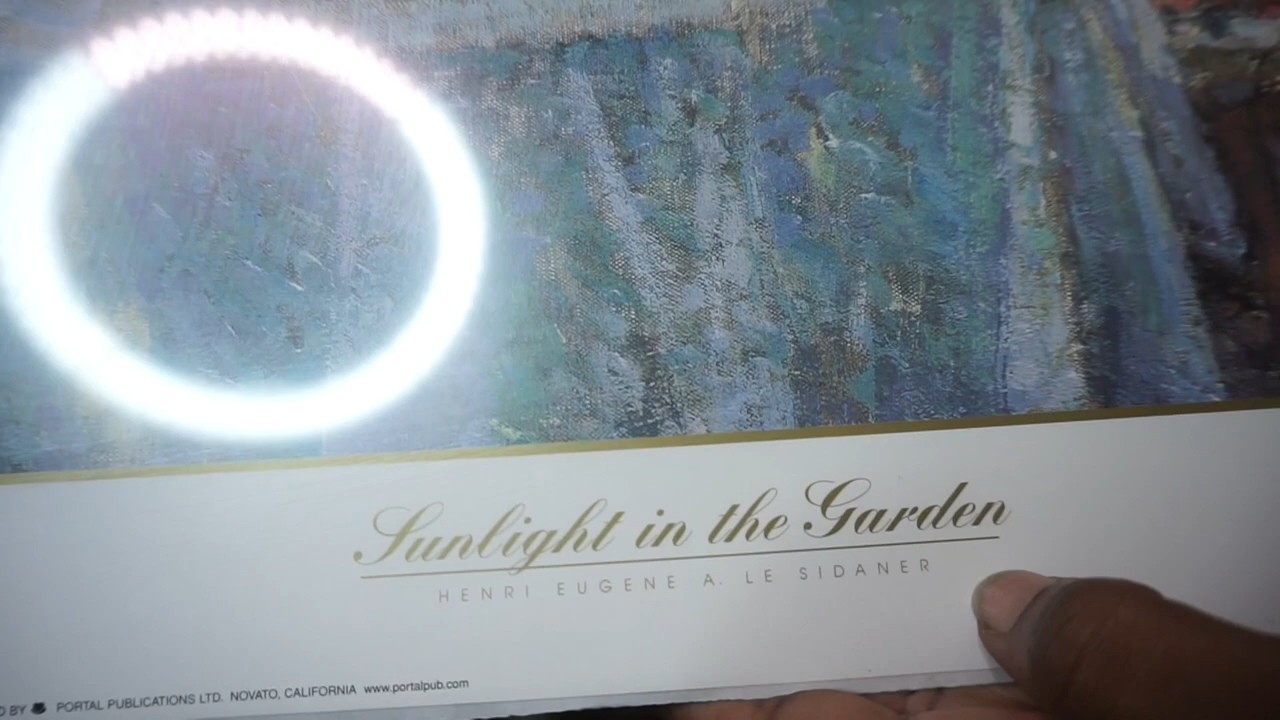 Sunlight in the Garden
HENRI EUGENE A. LE SIDANER
BY PORTAL PUBLICATIONS LTD. NOVATO, CALIFORNIA www.portalpub.com